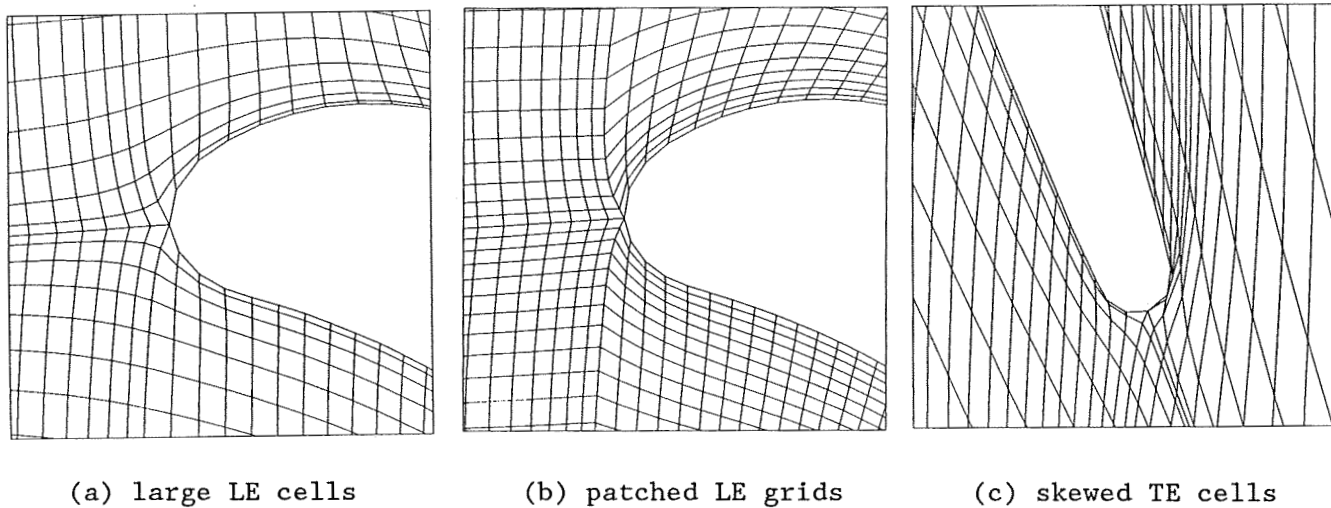 (a) large LE cells
(b) patched LE grids
(c) skewed TE cells